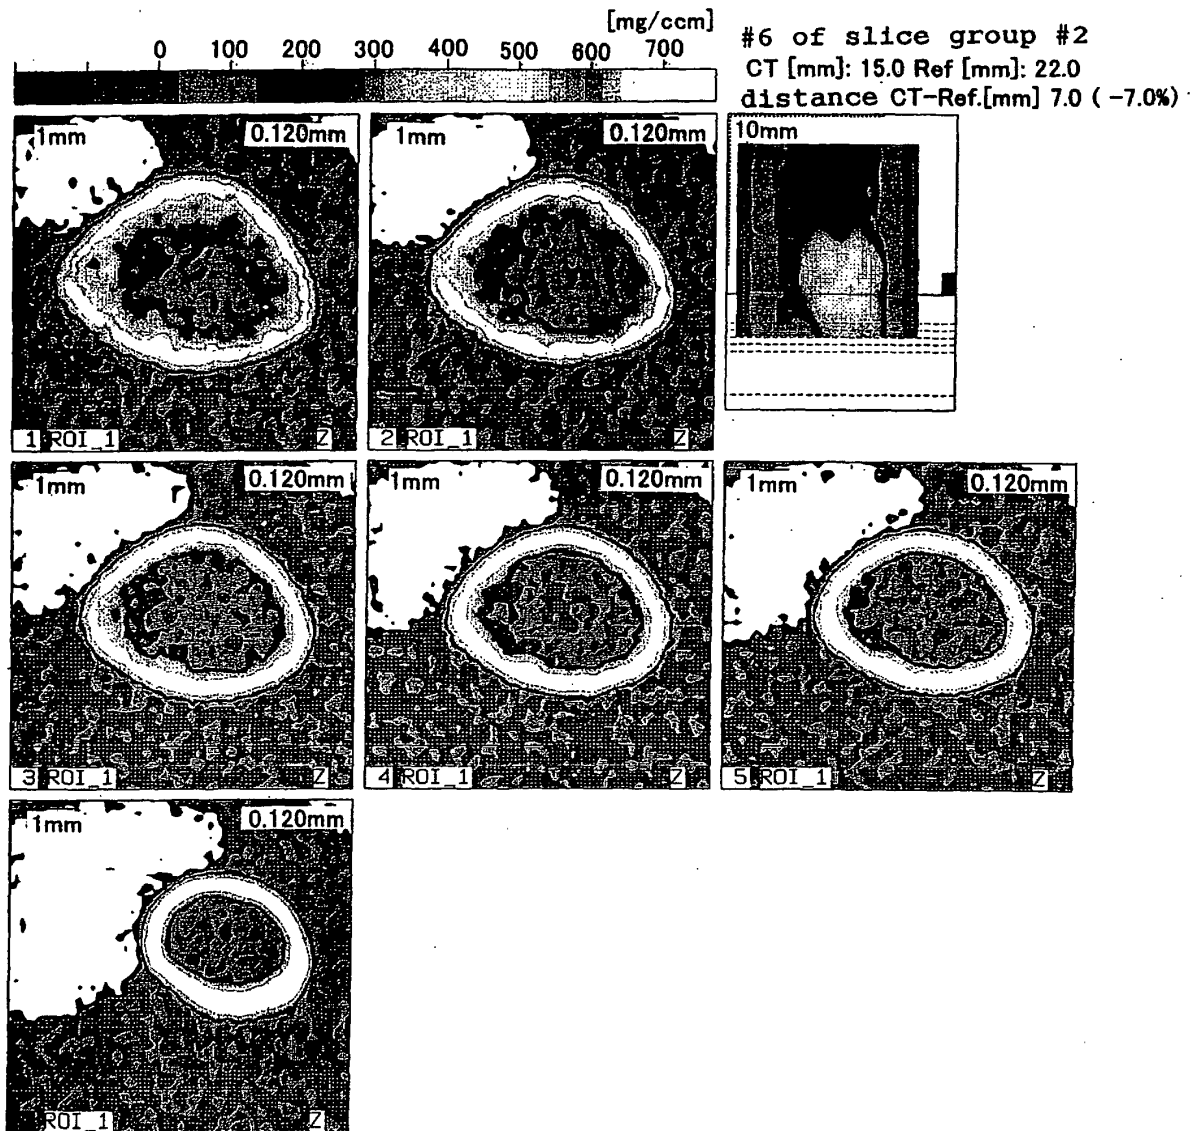 [mg/ccm]
0 100 200 300 400 500 600 700
#6 of slice group #2
CT [mm]: 15.0 Ref [mm]: 22.0
distance CT-Ref.[mm] 7.0 ( -7.0%)
1mm 0.120mm
1 ROI_1 Z
1mm 0.120mm
2 ROI_1 Z
10mm
1mm 0.120mm
3 ROI_1 Z
1mm 0.120mm
4 ROI_1 Z
1mm 0.120mm
5 ROI_1 Z
1mm 0.120mm
ROI_1 Z